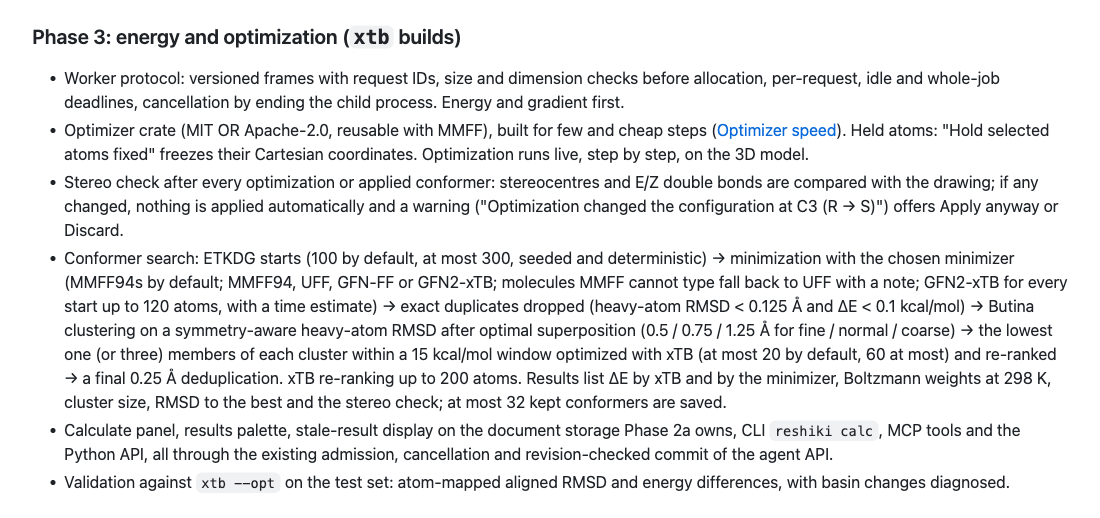 Phase 3: energy and optimization (xtb builds)
• Worker protocol: versioned frames with request IDs, size and dimension checks before allocation, per-request, idle and whole-job
deadlines, cancellation by ending the child process. Energy and gradient first.
• Optimizer crate (MIT OR Apache-2.0, reusable with MMFF), built for few and cheap steps (Optimizer speed). Held atoms: "Hold selected
atoms fixed" freezes their Cartesian coordinates. Optimization runs live, step by step, on the 3D model.
• Stereo check after every optimization or applied conformer: stereocentres and E/Z double bonds are compared with the drawing; if any
changed, nothing is applied automatically and a warning ("Optimization changed the configuration at C3 (R → S)") offers Apply anyway or
Discard.
• Conformer search: ETKDG starts (100 by default, at most 300, seeded and deterministic) → minimization with the chosen minimizer
(MMFF94s by default; MMFF94, UFF, GFN-FF or GFN2-xTB; molecules MMFF cannot type fall back to UFF with a note; GFN2-xTB for every
start up to 120 atoms, with a time estimate) → exact duplicates dropped (heavy-atom RMSD < 0.125 Å and ΔE < 0.1 kcal/mol) → Butina
clustering on a symmetry-aware heavy-atom RMSD after optimal superposition (0.5 / 0.75 / 1.25 Å for fine / normal / coarse) → the lowest
one (or three) members of each cluster within a 15 kcal/mol window optimized with xTB (at most 20 by default, 60 at most) and re-ranked
→ a final 0.25 Å deduplication. xTB re-ranking up to 200 atoms. Results list ΔE by xTB and by the minimizer, Boltzmann weights at 298 K,
cluster size, RMSD to the best and the stereo check; at most 32 kept conformers are saved.
• Calculate panel, results palette, stale-result display on the document storage Phase 2a owns, CLI reshiki calc, MCP tools and the
Python API, all through the existing admission, cancellation and revision-checked commit of the agent API.
• Validation against xtb --opt on the test set: atom-mapped aligned RMSD and energy differences, with basin changes diagnosed.